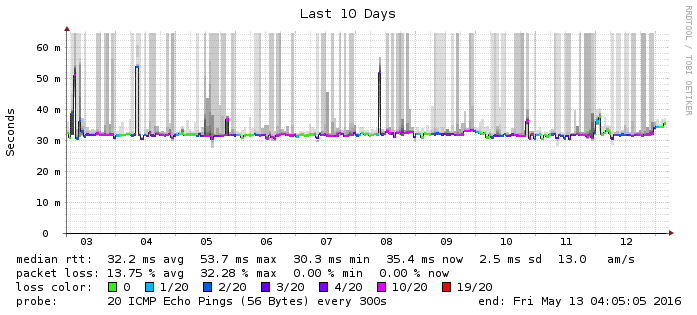 Last 10 Days
RRDTOOL / TOBI OETIKER
Seconds
60 m
50 m
40 m
30 m
20 m
10 m
0
03 04 05 06 07 08 09 10 11 12
median rtt: 32.2 ms avg 53.7 ms max 30.3 ms min 35.4 ms now 2.5 ms sd 13.0 am/s
packet loss: 13.75 % avg 32.28 % max 0.00 % min 0.00 % now
loss color: 0 1/20 2/20 3/20 4/20 10/20 19/20
probe: 20 ICMP Echo Pings (56 Bytes) every 300s end: Fri May 13 04:05:05 2016